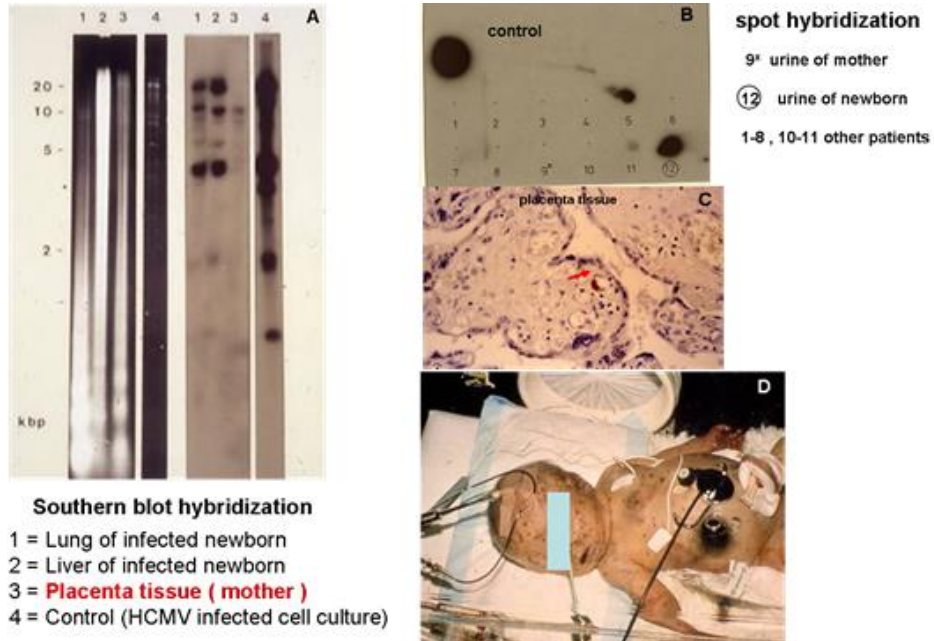 A
1 2 3 4 1 2 3 4
20 -
10 -
5 -
2 -
kbp
Southern blot hybridization
1 = Lung of infected newborn
2 = Liver of infected newborn
3 = Placenta tissue ( mother )
4 = Control (HCMV infected cell culture)
B
control
1 2 3 4 5 6
7 8 9* 10 11 12
placenta tissue
C
D
spot hybridization
9* urine of mother
12 urine of newborn
1-8 , 10-11 other patients